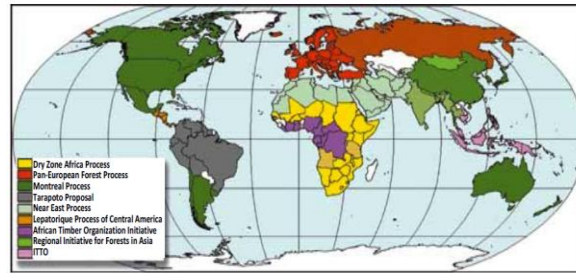 Dry Zone Africa Process
Pan-European Forest Process
Montreal Process
Tarapoto Proposal
Near East Process
Lepatorique Process of Central America
African Timber Organization Initiative
Regional Initiative for Forests in Asia
ITTO